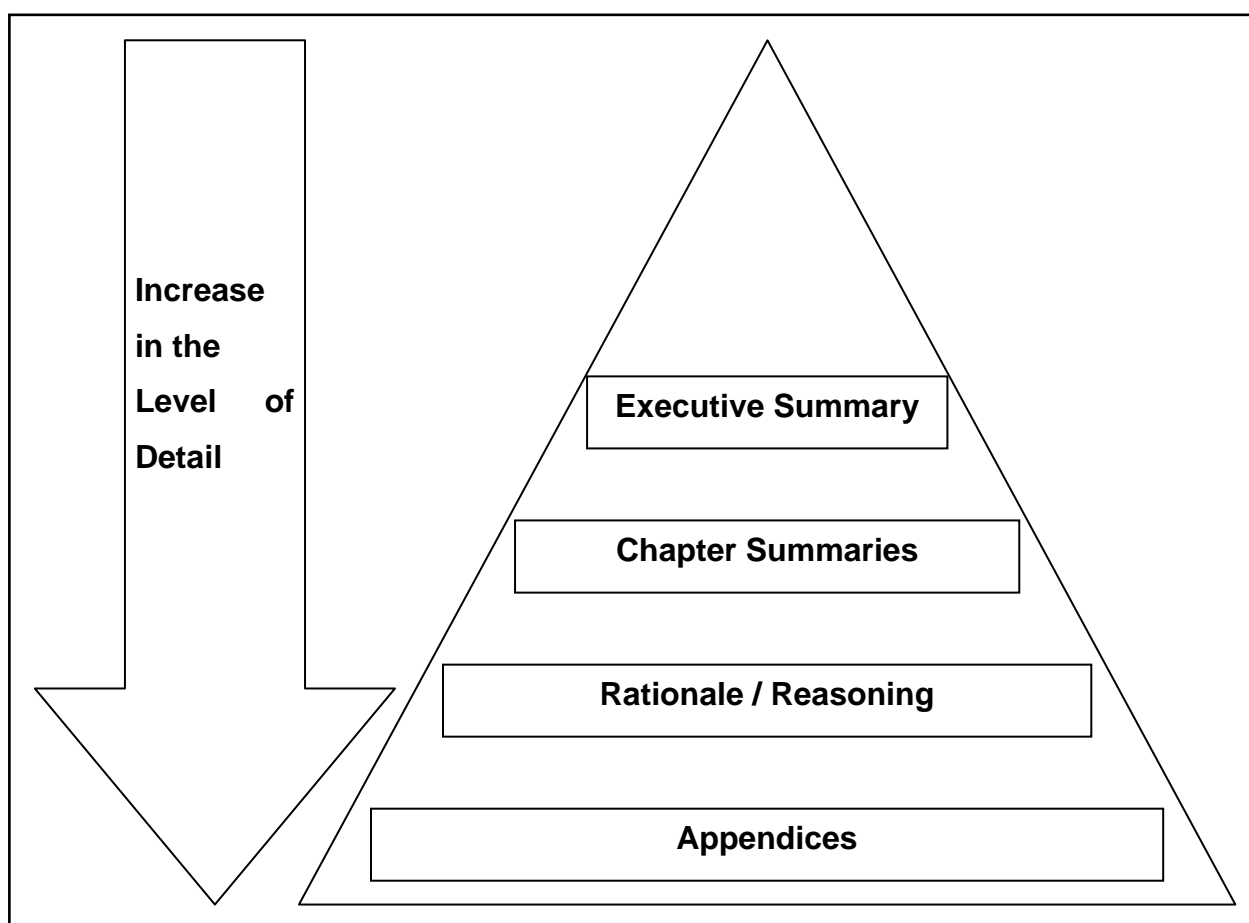 Increase
in the
Level of
Detail
Executive Summary
Chapter Summaries
Rationale / Reasoning
Appendices